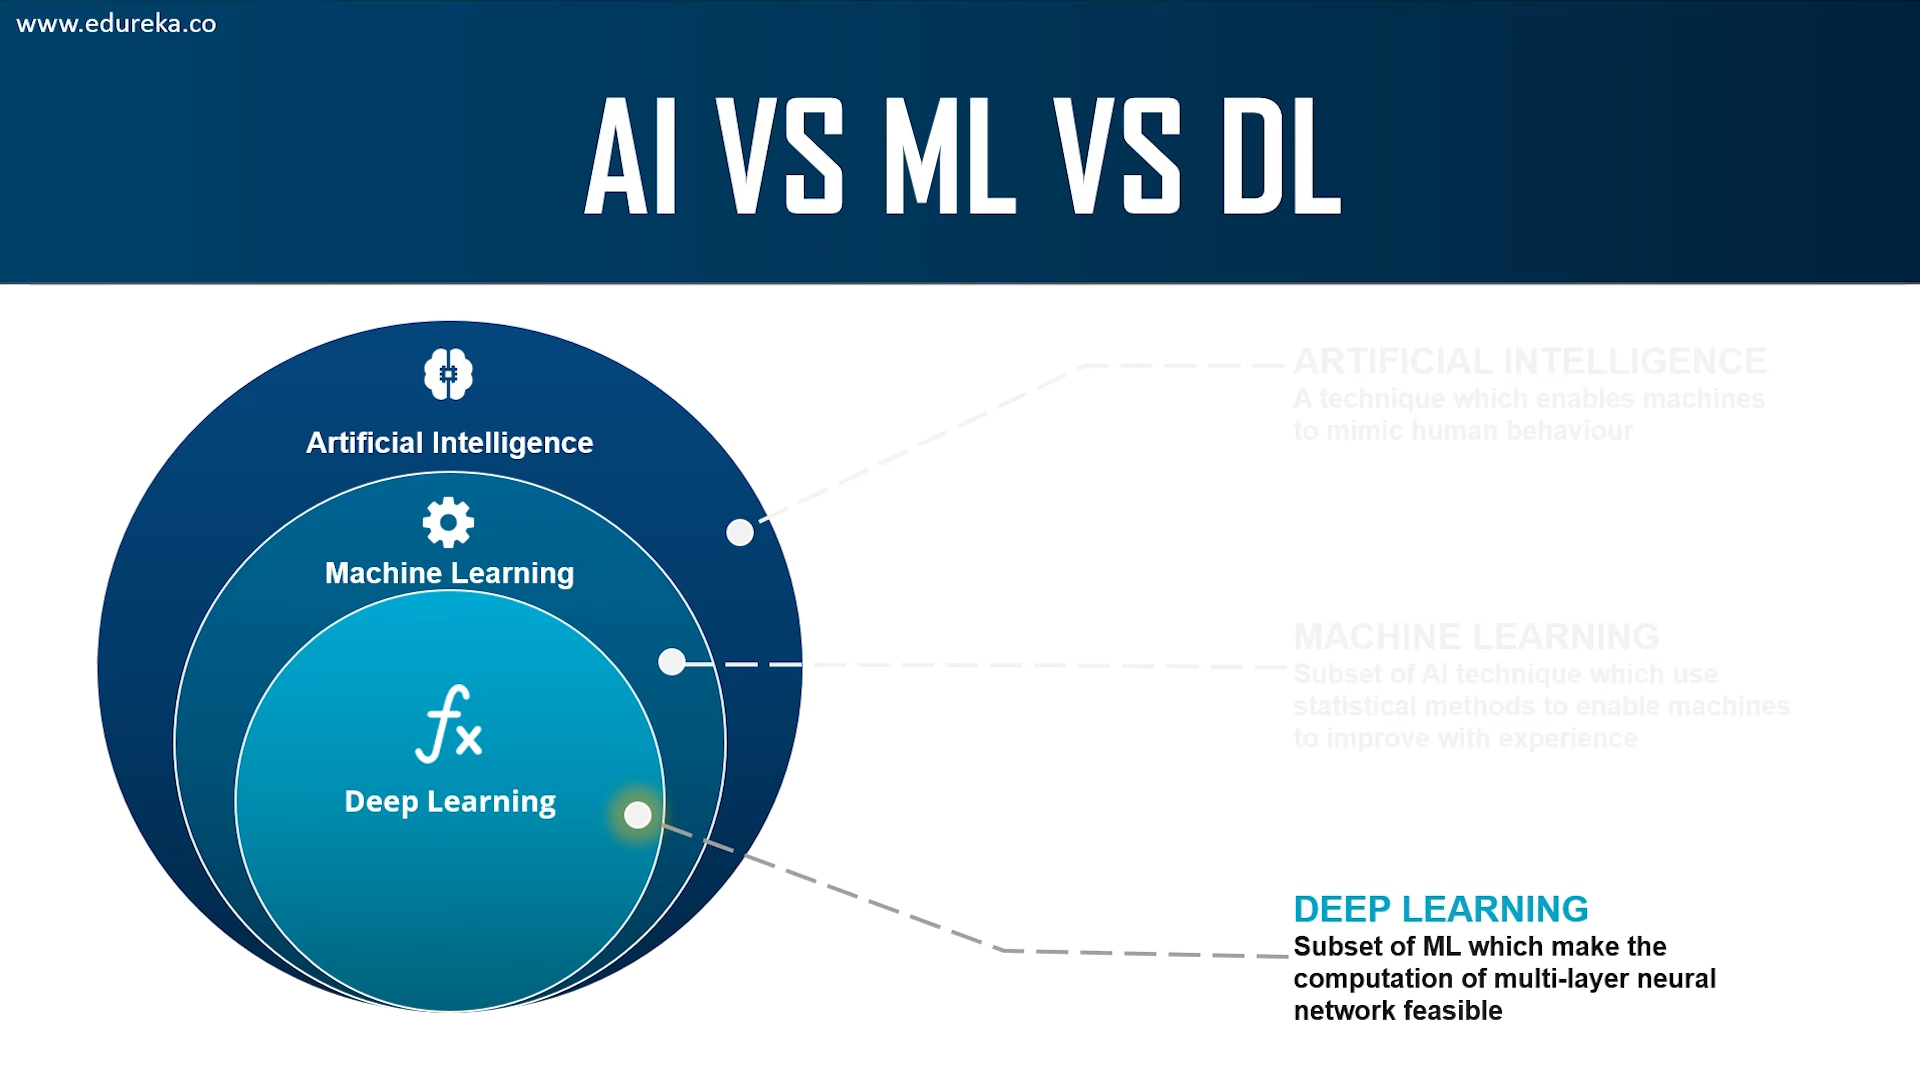 www.edureka.co
AI VS ML VS DL
Artificial Intelligence
Machine Learning
fx
Deep Learning
ARTIFICIAL INTELLIGENCE
A technique which enables machines
to mimic human behaviour
MACHINE LEARNING
Subset of AI technique which use
statistical methods to enable machines
to improve with experience
DEEP LEARNING
Subset of ML which make the
computation of multi-layer neural
network feasible